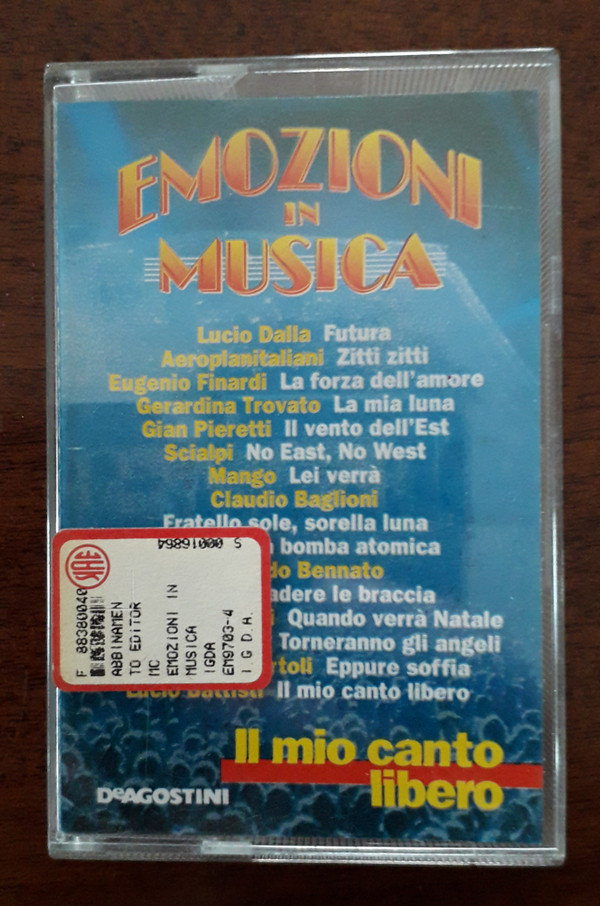 EMOZIONI
IN
MUSICA
Lucio Dalla Futura
Aeroplanitaliani Zitti zitti
Eugenio Finardi La forza dell'amore
Gerardina Trovato La mia luna
Gian Pieretti Il vento dell'Est
Scialpi No East, No West
Mango Lei verrà
Claudio Baglioni
Fratello sole, sorella luna
bomba atomica
do Bennato
adere le braccia
i Quando verrà Natale
Torneranno gli angeli
rtoli Eppure soffia
Lucio Battisti Il mio canto libero
S 00016864
F 88380040
ABBINAMEN
TO EDITOR
MC
EMOZIONI IN
MUSICA
IGDA
EM9703-4
I.G.D.A.
Il mio canto
libero
DeAGOSTINI